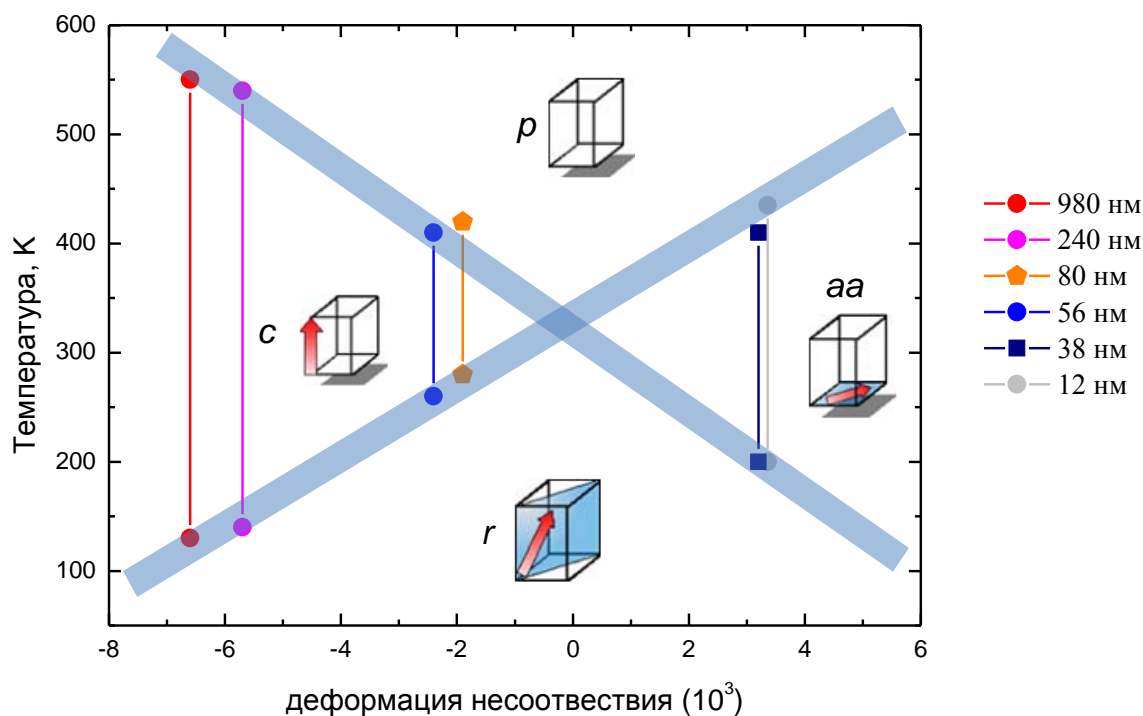 600
500
400
300
200
100
-8 -6 -4 -2 0 2 4 6
Температура, К
деформация несоотвествия (10³)
p
c
aa
r
980 нм
240 нм
80 нм
56 нм
38 нм
12 нм